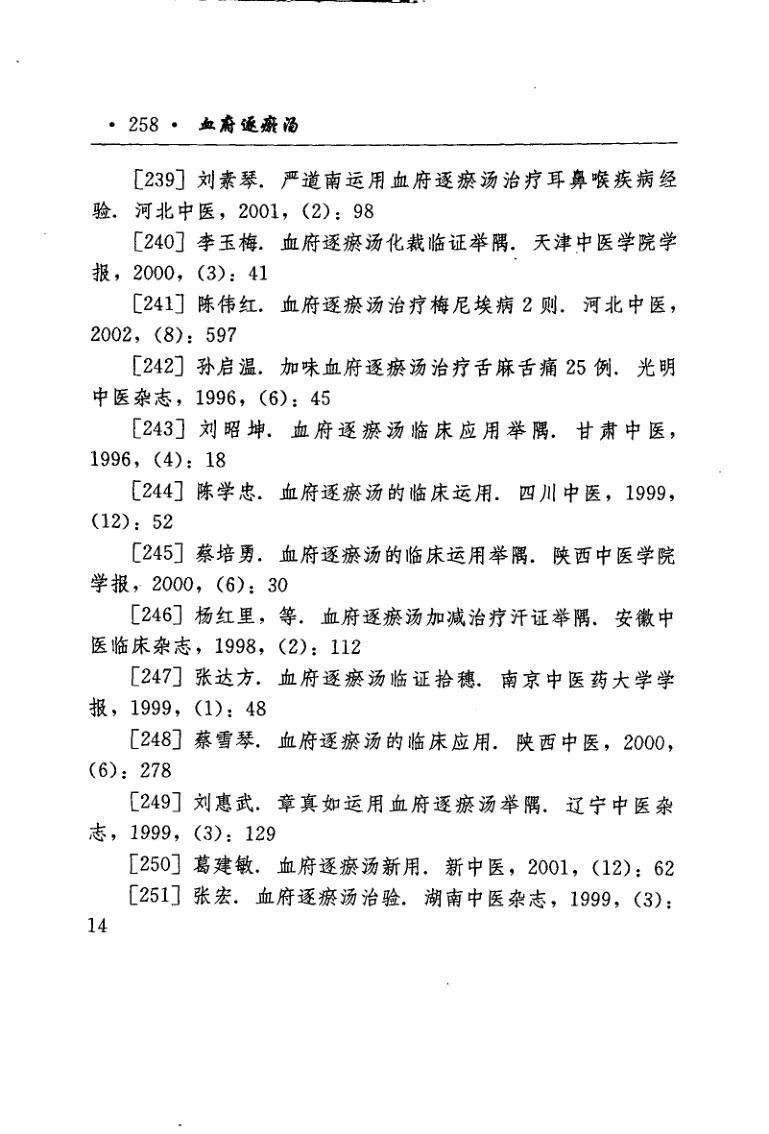 · 258 · 血府逐瘀汤
[239] 刘素琴. 严道南运用血府逐瘀汤治疗耳鼻喉疾病经
验. 河北中医，2001，(2)：98
[240] 李玉梅. 血府逐瘀汤化裁临证举隅. 天津中医学院学
报，2000，(3)：41
[241] 陈伟红. 血府逐瘀汤治疗梅尼埃病 2 则. 河北中医，
2002，(8)：597
[242] 孙启温. 加味血府逐瘀汤治疗舌麻舌痛 25 例. 光明
中医杂志，1996，(6)：45
[243] 刘昭坤. 血府逐瘀汤临床应用举隅. 甘肃中医，
1996，(4)：18
[244] 陈学忠. 血府逐瘀汤的临床运用. 四川中医，1999，
(12)：52
[245] 蔡培勇. 血府逐瘀汤的临床运用举隅. 陕西中医学院
学报，2000，(6)：30
[246] 杨红里，等. 血府逐瘀汤加减治疗汗证举隅. 安徽中
医临床杂志，1998，(2)：112
[247] 张达方. 血府逐瘀汤临证拾穗. 南京中医药大学学
报，1999，(1)：48
[248] 蔡雪琴. 血府逐瘀汤的临床应用. 陕西中医，2000，
(6)：278
[249] 刘惠武. 章真如运用血府逐瘀汤举隅. 辽宁中医杂
志，1999，(3)：129
[250] 葛建敏. 血府逐瘀汤新用. 新中医，2001，(12)：62
[251] 张宏. 血府逐瘀汤治验. 湖南中医杂志，1999，(3)：
14